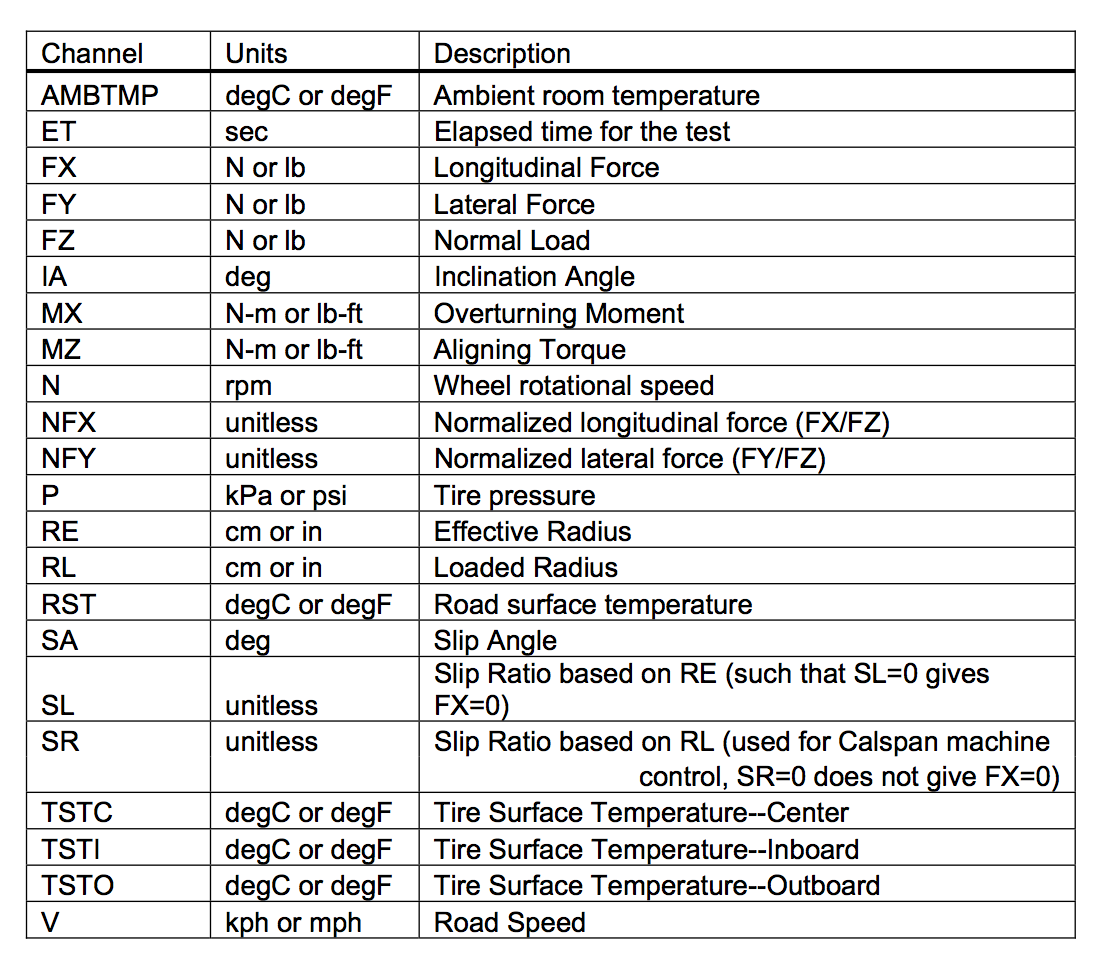 Channel Units Description
AMBTMP degC or degF Ambient room temperature
ET sec Elapsed time for the test
FX N or lb Longitudinal Force
FY N or lb Lateral Force
FZ N or lb Normal Load
IA deg Inclination Angle
MX N-m or lb-ft Overturning Moment
MZ N-m or lb-ft Aligning Torque
N rpm Wheel rotational speed
NFX unitless Normalized longitudinal force (FX/FZ)
NFY unitless Normalized lateral force (FY/FZ)
P kPa or psi Tire pressure
RE cm or in Effective Radius
RL cm or in Loaded Radius
RST degC or degF Road surface temperature
SA deg Slip Angle
Slip Ratio based on RE (such that SL=0 gives
SL unitless FX=0)
SR unitless Slip Ratio based on RL (used for Calspan machine
control, SR=0 does not give FX=0)
TSTC degC or degF Tire Surface Temperature--Center
TSTI degC or degF Tire Surface Temperature--Inboard
TSTO degC or degF Tire Surface Temperature--Outboard
V kph or mph Road Speed